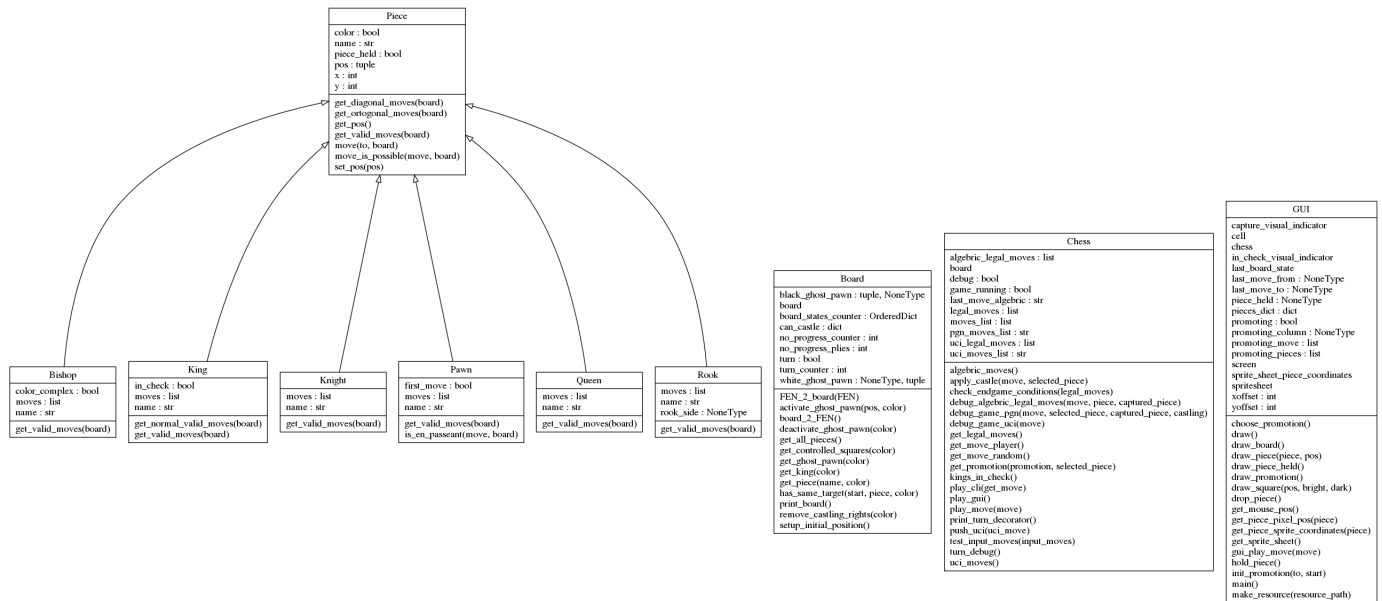 Piece
color : bool
name : str
piece_held : bool
pos : tuple
x : int
y : int
get_diagonal_moves(board)
get_ortogonal_moves(board)
get_pos()
get_valid_moves(board)
move(to, board)
move_is_possible(move, board)
set_pos(pos)
Bishop
color_complex : bool
moves : list
name : str
get_valid_moves(board)
King
in_check : bool
moves : list
name : str
get_normal_valid_moves(board)
get_valid_moves(board)
Knight
moves : list
name : str
get_valid_moves(board)
Pawn
first_move : bool
moves : list
name : str
get_valid_moves(board)
is_en_passeant(move, board)
Queen
moves : list
name : str
get_valid_moves(board)
Rook
moves : list
name : str
rook_side : NoneType
get_valid_moves(board)
Board
black_ghost_pawn : tuple, NoneType
board
board_states_counter : OrderedDict
can_castle : dict
no_progress_counter : int
no_progress_plies : int
turn : bool
turn_counter : int
white_ghost_pawn : NoneType, tuple
FEN_2_board(FEN)
activate_ghost_pawn(pos, color)
board_2_FEN()
deactivate_ghost_pawn(color)
get_all_pieces()
get_controlled_squares(color)
get_ghost_pawn(color)
get_king(color)
get_piece(name, color)
has_same_target(start, piece, color)
print_board()
remove_castling_rights(color)
setup_initial_position()
Chess
algebric_legal_moves : list
board
debug : bool
game_running : bool
last_move_algebric : str
legal_moves : list
moves_list : list
pgn_moves_list : str
uci_legal_moves : list
uci_moves_list : str
algebric_moves()
apply_castle(move, selected_piece)
check_endgame_conditions(legal_moves)
debug_algebric_legal_moves(move, piece, captured_piece)
debug_game_pgn(move, selected_piece, captured_piece, castling)
debug_game_uci(move)
get_legal_moves()
get_move_player()
get_move_random()
get_promotion(promotion, selected_piece)
kings_in_check()
play_cli(get_move)
play_gui()
play_move(move)
print_turn_decorator()
push_uci(uci_move)
test_input_moves(input_moves)
turn_debug()
uci_moves()
GUI
capture_visual_indicator
cell
chess
in_check_visual_indicator
last_board_state
last_move_from : NoneType
last_move_to : NoneType
piece_held : NoneType
pieces_dict : dict
promoting : bool
promoting_column : NoneType
promoting_move : list
promoting_pieces : list
screen
sprite_sheet_piece_coordinates
spritesheet
xoffset : int
yoffset : int
choose_promotion()
draw()
draw_board()
draw_piece(piece, pos)
draw_piece_held()
draw_promotion()
draw_square(pos, bright, dark)
drop_piece()
get_mouse_pos()
get_piece_pixel_pos(piece)
get_piece_sprite_coordinates(piece)
get_sprite_sheet()
gui_play_move(move)
hold_piece()
init_promotion(to, start)
main()
make_resource(resource_path)